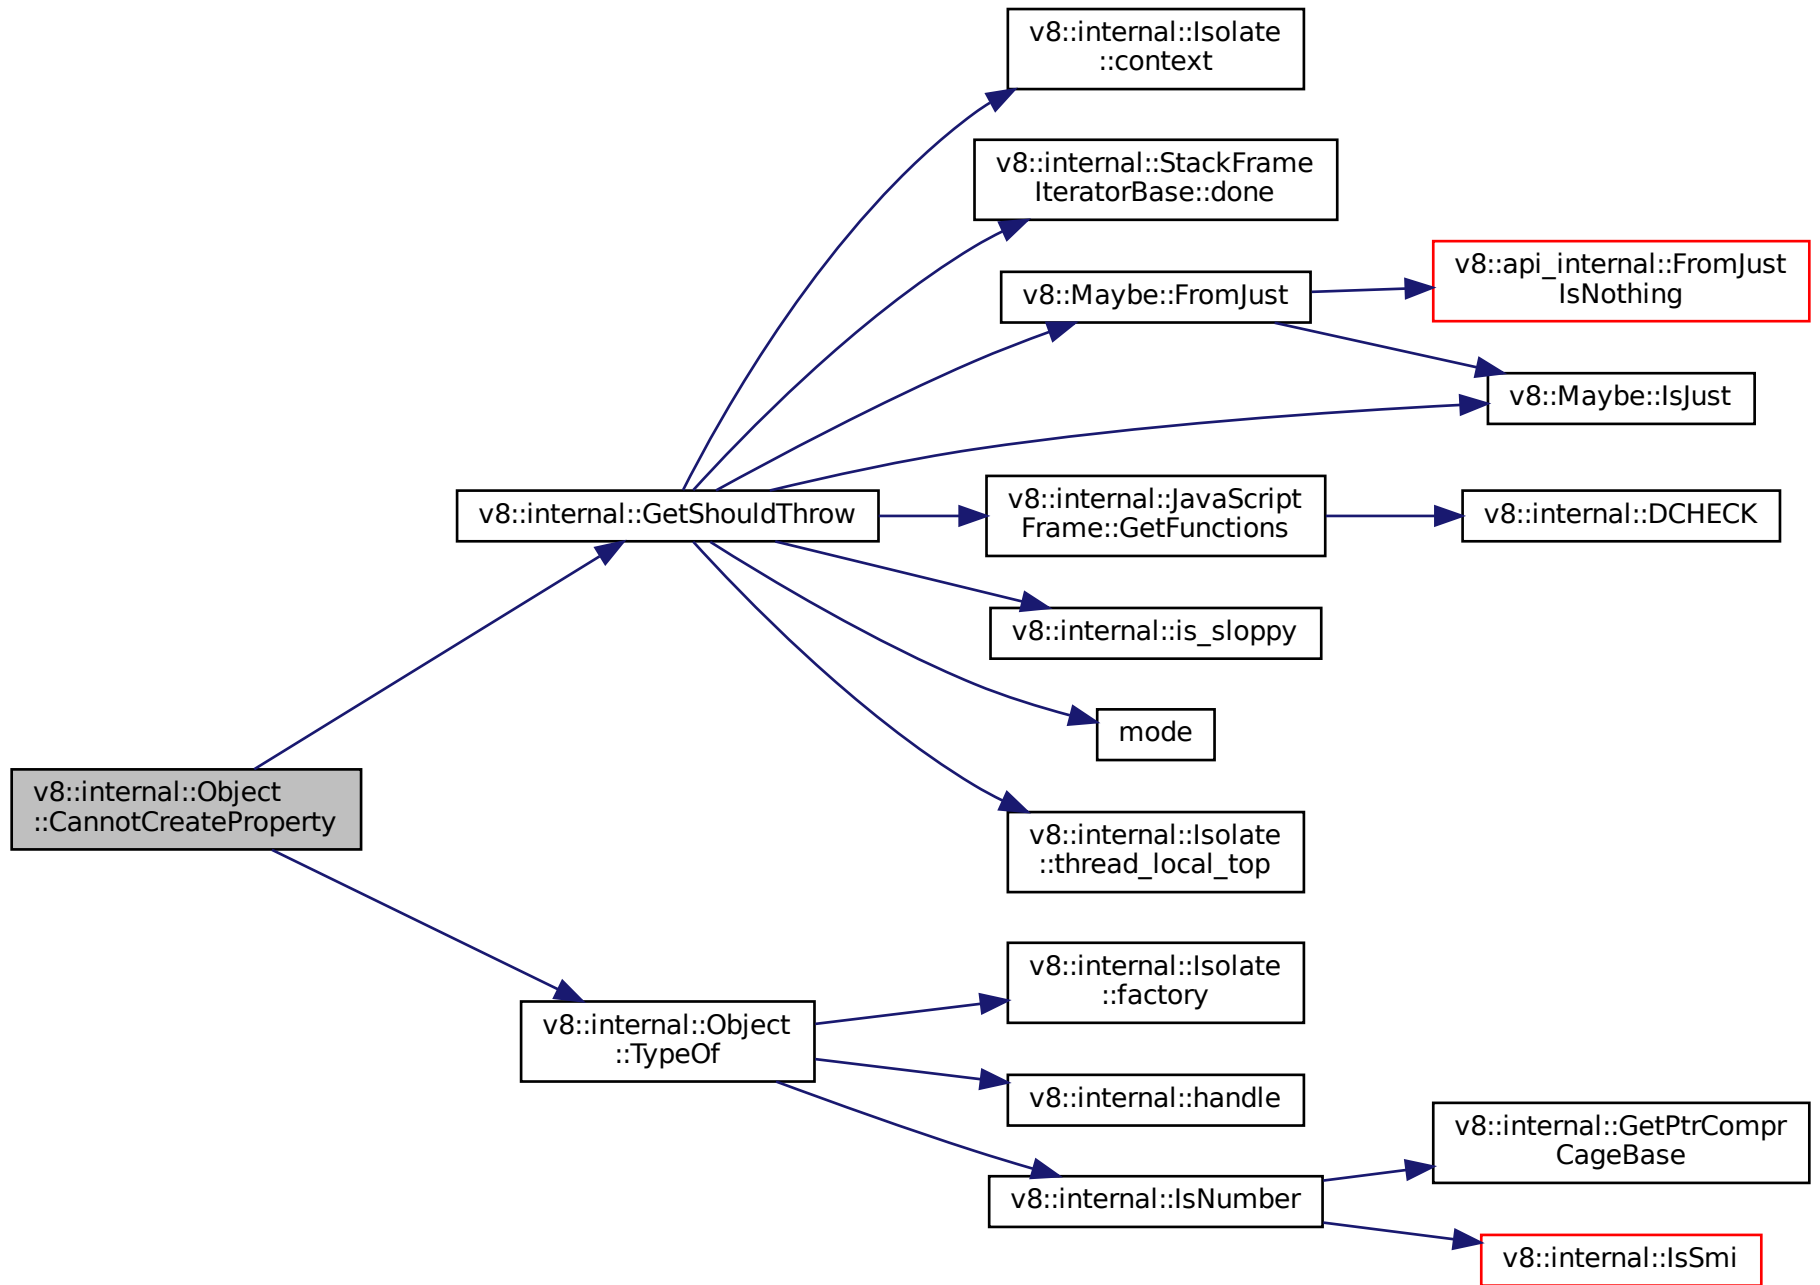 v8::internal::Isolate
::context
v8::internal::StackFrame
IteratorBase::done
v8::api_internal::FromJust
IsNothing
v8::Maybe::FromJust
v8::Maybe::IsJust
v8::internal::GetShouldThrow
v8::internal::JavaScript
Frame::GetFunctions
v8::internal::DCHECK
v8::internal::is_sloppy
mode
v8::internal::Object
::CannotCreateProperty
v8::internal::Isolate
::thread_local_top
v8::internal::Isolate
::factory
v8::internal::Object
::TypeOf
v8::internal::handle
v8::internal::GetPtrCompr
CageBase
v8::internal::IsNumber
v8::internal::IsSmi